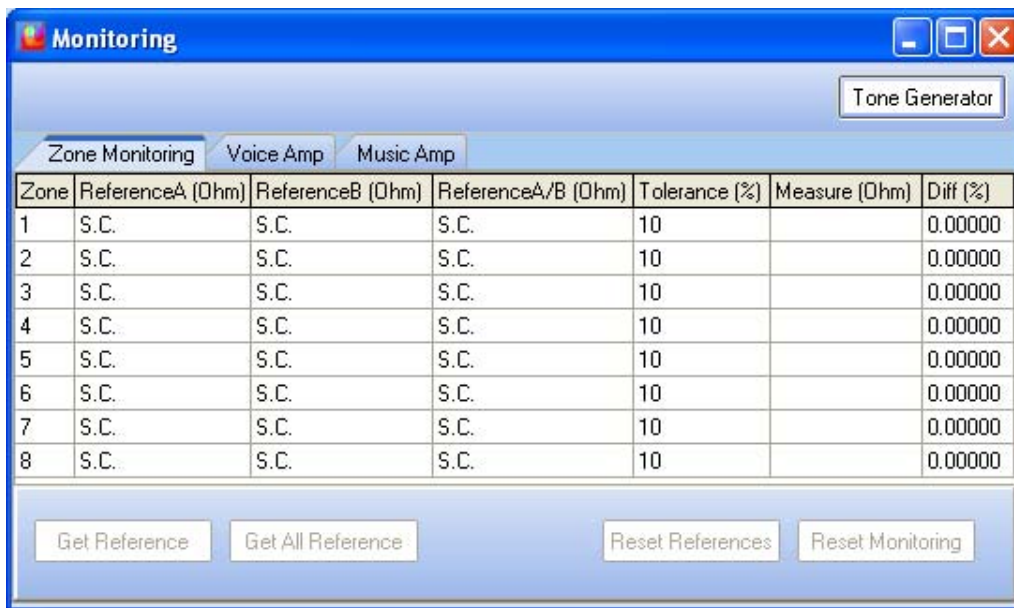 Monitoring
Tone Generator
Zone Monitoring Voice Amp Music Amp
Zone ReferenceA (Ohm) ReferenceB (Ohm) ReferenceA/B (Ohm) Tolerance (%) Measure (Ohm) Diff (%)
1 S.C. S.C. S.C. 10 0.00000
2 S.C. S.C. S.C. 10 0.00000
3 S.C. S.C. S.C. 10 0.00000
4 S.C. S.C. S.C. 10 0.00000
5 S.C. S.C. S.C. 10 0.00000
6 S.C. S.C. S.C. 10 0.00000
7 S.C. S.C. S.C. 10 0.00000
8 S.C. S.C. S.C. 10 0.00000
Get Reference Get All Reference Reset References Reset Monitoring